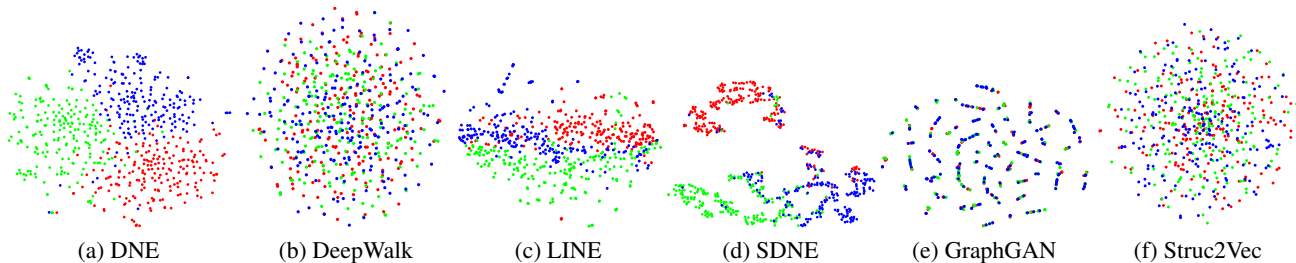 (a) DNE
(b) DeepWalk
(c) LINE
(d) SDNE
(e) GraphGAN
(f) Struc2Vec